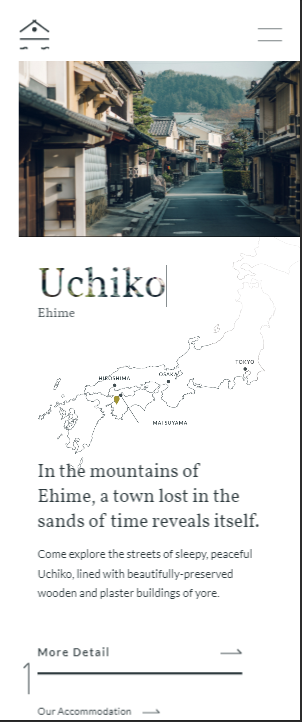 Uchiko
Ehime
TOKYO
OSAKA
HIROSHIMA
MATSUYAMA
In the mountains of
Ehime, a town lost in the
sands of time reveals itself.
Come explore the streets of sleepy, peaceful
Uchiko, lined with beautifully-preserved
wooden and plaster buildings of yore.
More Detail
1
Our Accommodation